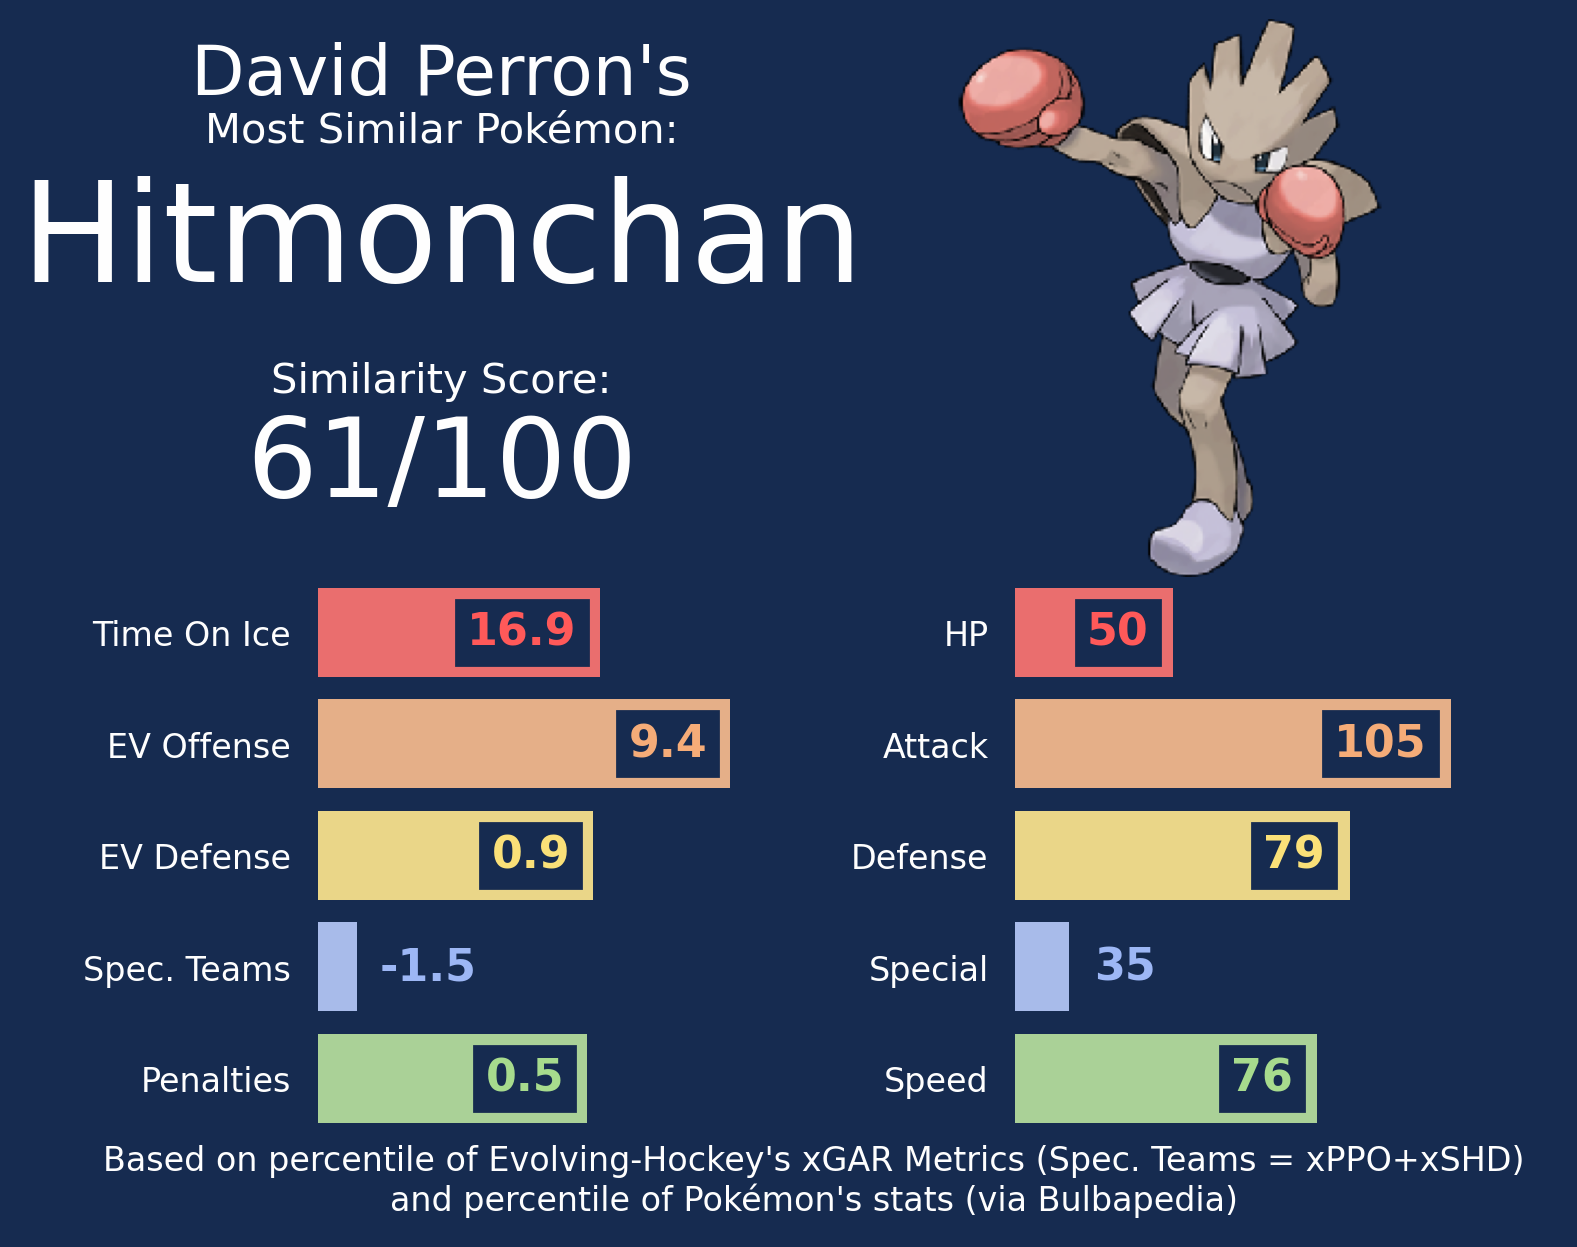 David Perron's
Most Similar Pokémon:
Hitmonchan
Similarity Score:
61/100
Time On Ice 16.9
EV Offense 9.4
EV Defense 0.9
Spec. Teams -1.5
Penalties 0.5
HP 50
Attack 105
Defense 79
Special 35
Speed 76
Based on percentile of Evolving-Hockey's xGAR Metrics (Spec. Teams = xPPO+xSHD)
and percentile of Pokémon's stats (via Bulbapedia)